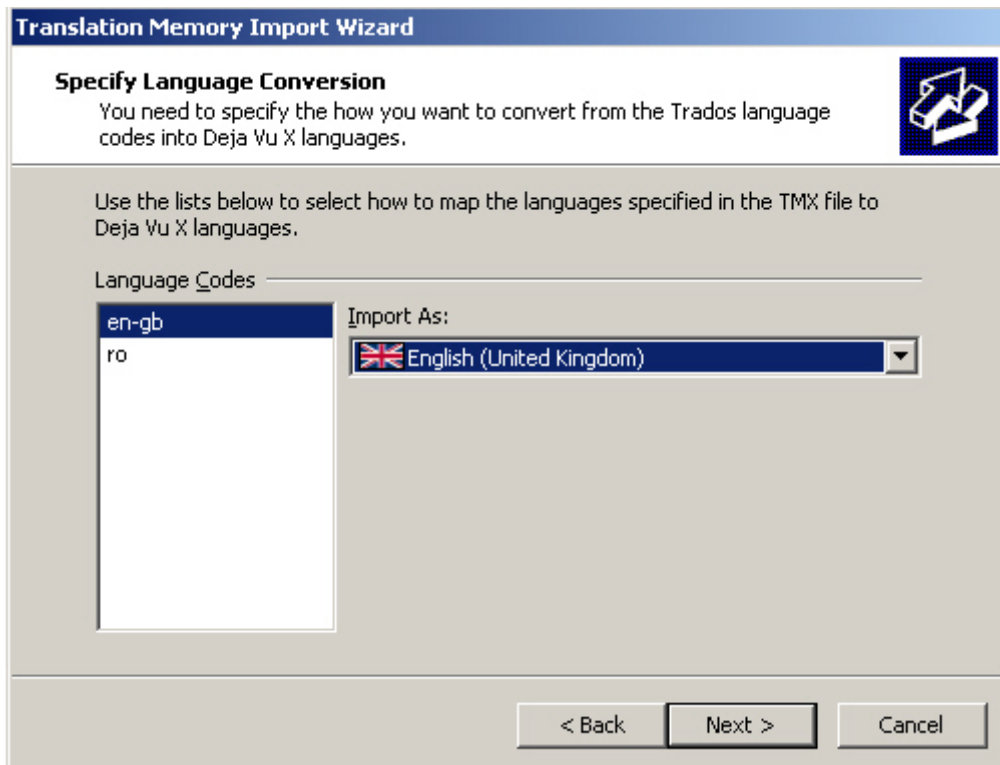 Translation Memory Import Wizard
Specify Language Conversion
You need to specify the how you want to convert from the Trados language
codes into Deja Vu X languages.
Use the lists below to select how to map the languages specified in the TMX file to
Deja Vu X languages.
Language Codes
en-gb
ro
Import As:
English (United Kingdom)
< Back
Next >
Cancel